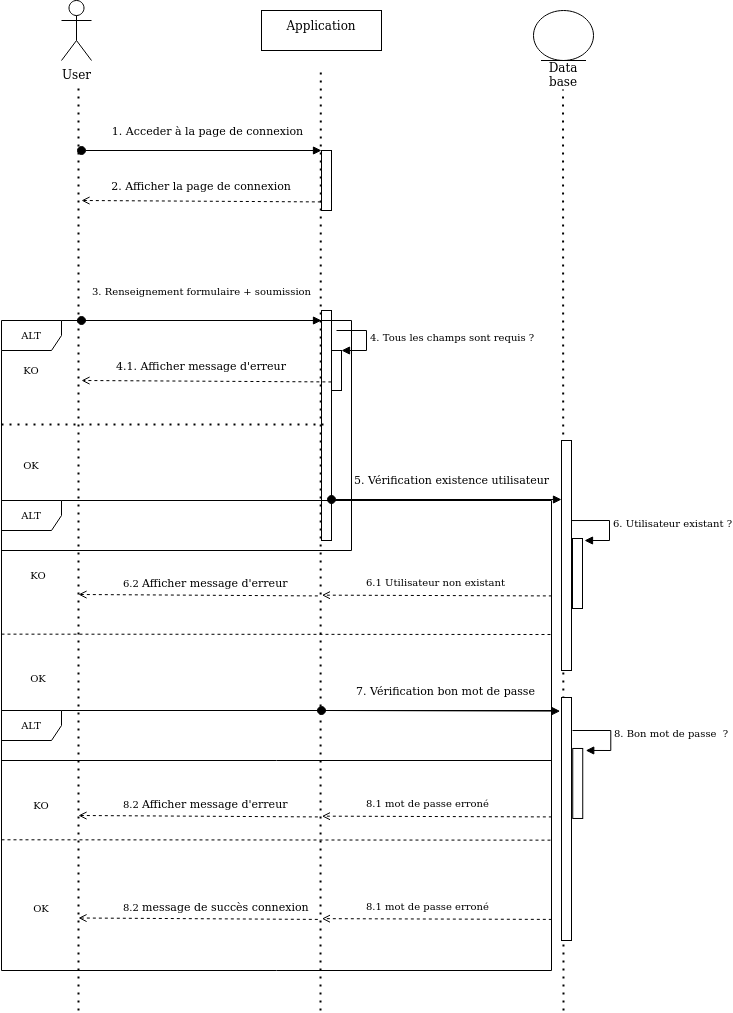 Application
User
Data
base
1. Acceder à la page de connexion
2. Afficher la page de connexion
3. Renseignement formulaire + soumission
ALT
4. Tous les champs sont requis ?
KO
4.1. Afficher message d'erreur
OK
5. Vérification existence utilisateur
ALT
6. Utilisateur existant ?
KO
6.2 Afficher message d'erreur
6.1 Utilisateur non existant
OK
7. Vérification bon mot de passe
ALT
8. Bon mot de passe ?
KO
8.2 Afficher message d'erreur
8.1 mot de passe erroné
OK
8.2 message de succès connexion
8.1 mot de passe erroné